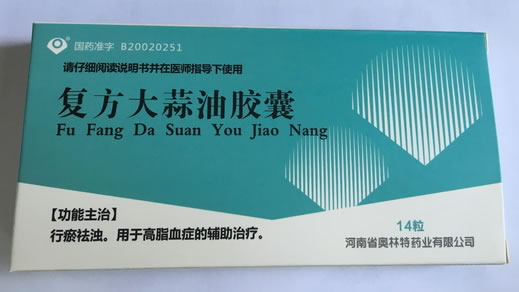 国药准字 B20020251
请仔细阅读说明书并在医师指导下使用
复方大蒜油胶囊
Fu Fang Da Suan You Jiao Nang
【功能主治】
行瘀祛浊。用于高脂血症的辅助治疗。
14粒
河南省奥林特药业有限公司